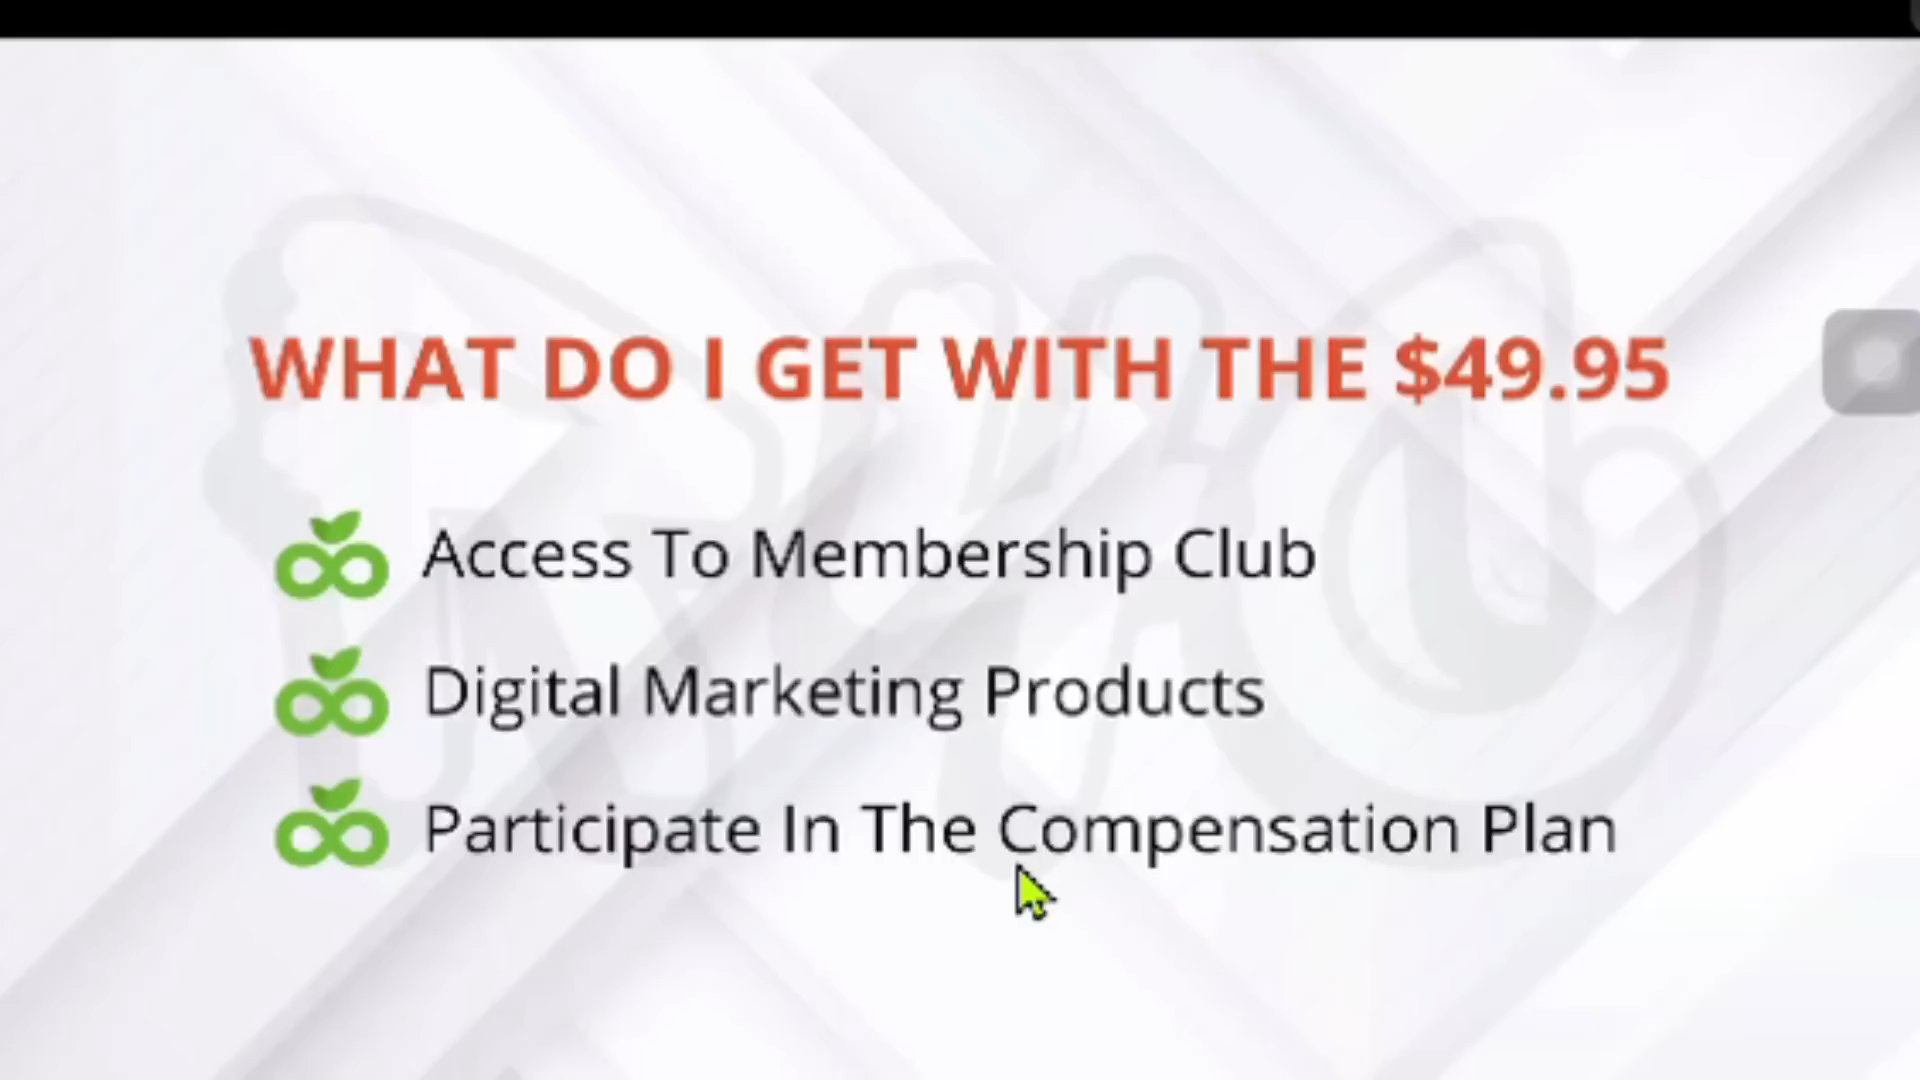 WHAT DO I GET WITH THE $49.95
Access To Membership Club
Digital Marketing Products
Participate In The Compensation Plan